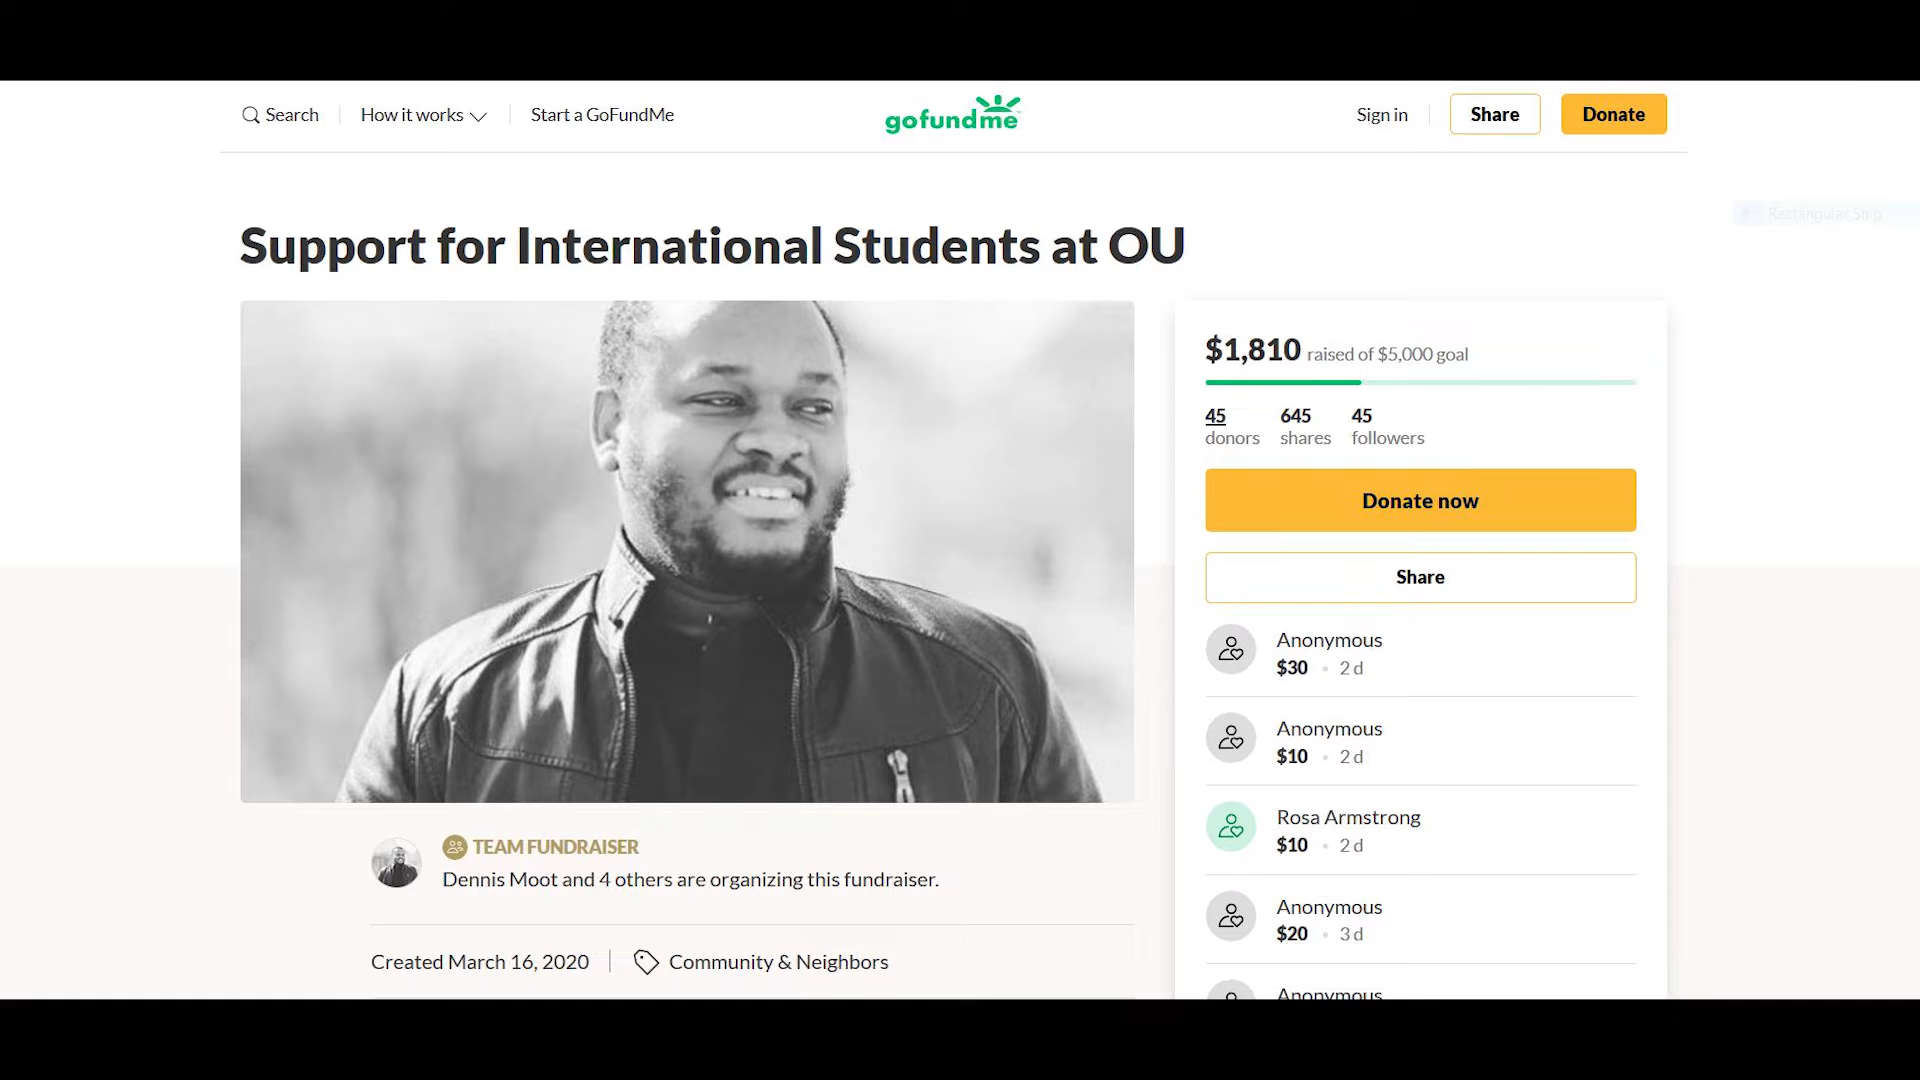 Search
How it works
Start a GoFundMe
gofundme
Sign in
Share
Donate
Rectangular Snip
Support for International Students at OU
$1,810 raised of $5,000 goal
45 donors
645 shares
45 followers
Donate now
Share
Anonymous
$30 • 2 d
Anonymous
$10 • 2 d
Rosa Armstrong
$10 • 2 d
Anonymous
$20 • 3 d
Anonymous
TEAM FUNDRAISER
Dennis Moot and 4 others are organizing this fundraiser.
Created March 16, 2020
Community & Neighbors